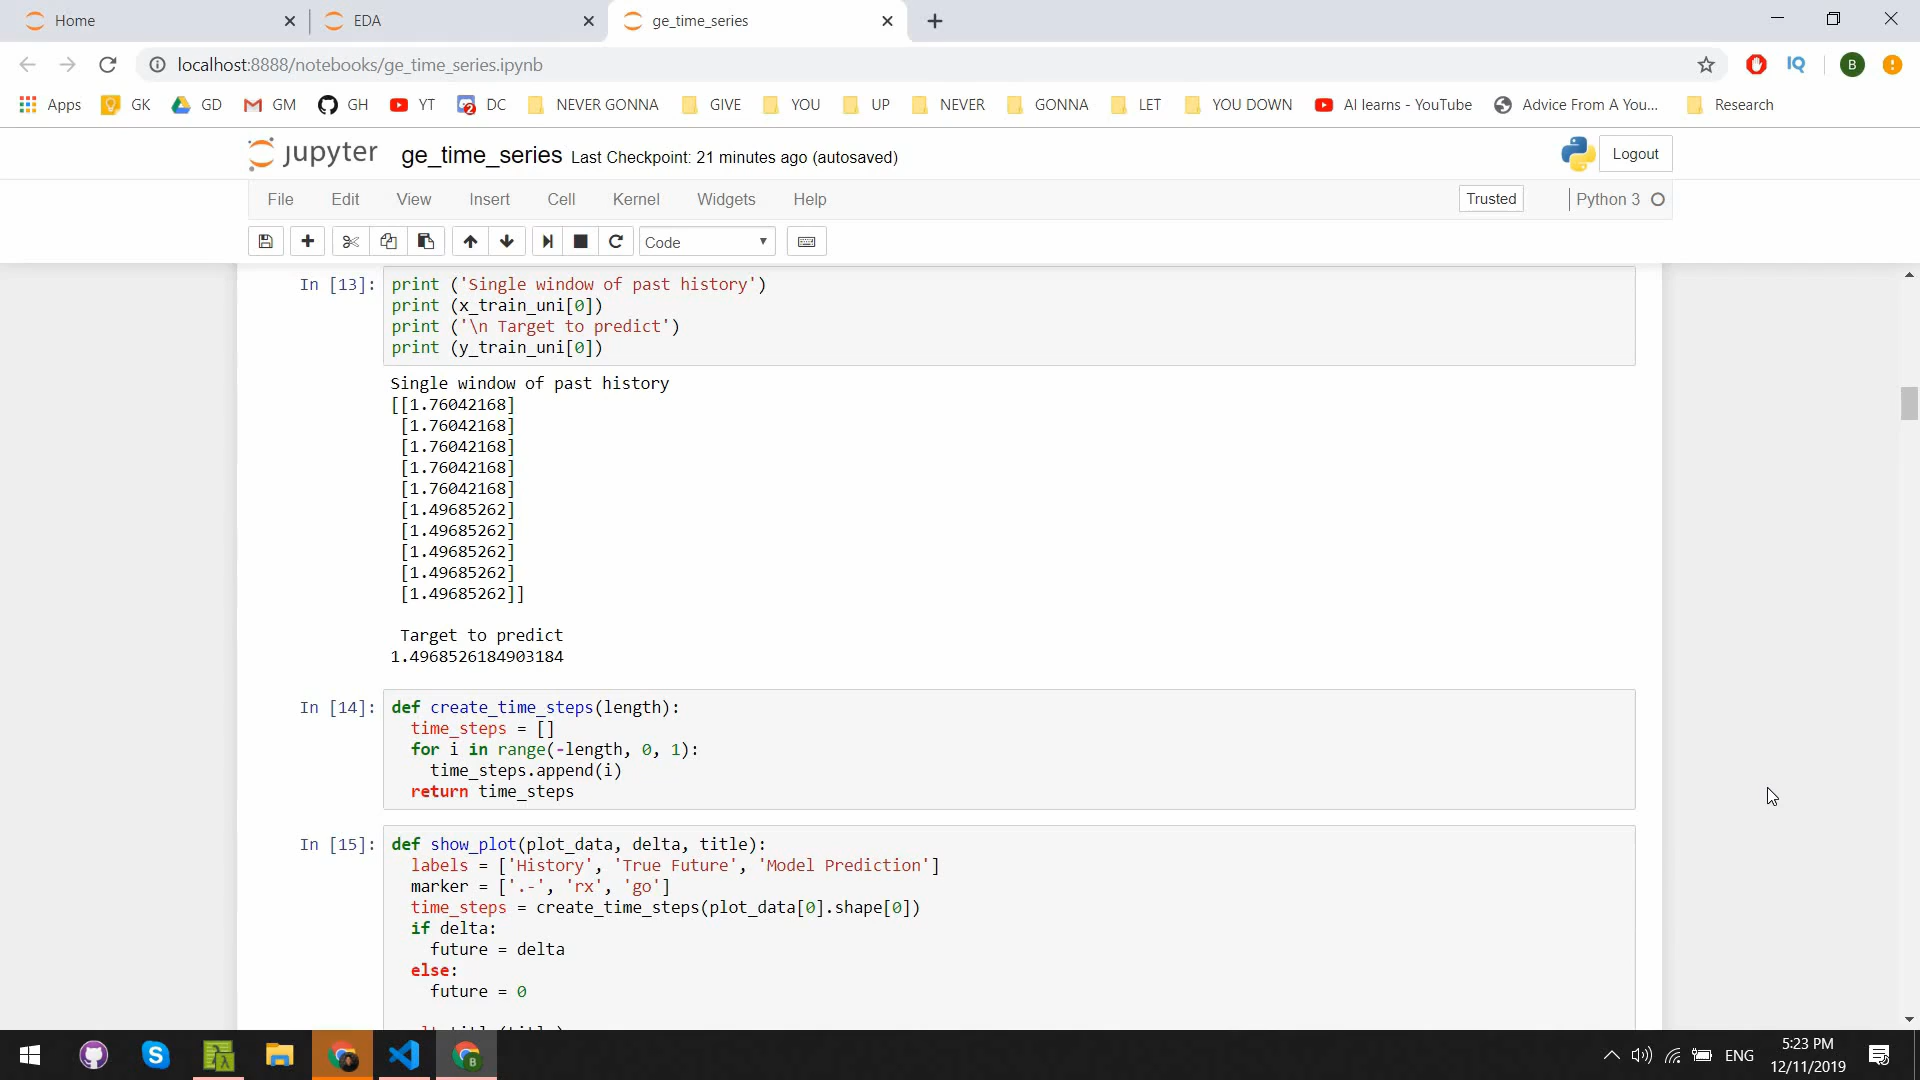 Home
EDA
ge_time_series
localhost:8888/notebooks/ge_time_series.ipynb
IQ
B
Apps GK GD GM GH YT DC NEVER GONNA GIVE YOU UP NEVER GONNA LET YOU DOWN AI learns - YouTube Advice From A You... Research
jupyter ge_time_series Last Checkpoint: 21 minutes ago (autosaved)
Logout
File Edit View Insert Cell Kernel Widgets Help
Trusted
Python 3
Code
In [13]:
print ('Single window of past history')
print (x_train_uni[0])
print ('\n Target to predict')
print (y_train_uni[0])
Single window of past history
[[1.76042168]
[1.76042168]
[1.76042168]
[1.76042168]
[1.76042168]
[1.49685262]
[1.49685262]
[1.49685262]
[1.49685262]
[1.49685262]]
Target to predict
1.4968526184903184
In [14]:
def create_time_steps(length):
time_steps = []
for i in range(-length, 0, 1):
time_steps.append(i)
return time_steps
In [15]:
def show_plot(plot_data, delta, title):
labels = ['History', 'True Future', 'Model Prediction']
marker = ['.-', 'rx', 'go']
time_steps = create_time_steps(plot_data[0].shape[0])
if delta:
future = delta
else:
future = 0
ENG
5:23 PM
12/11/2019